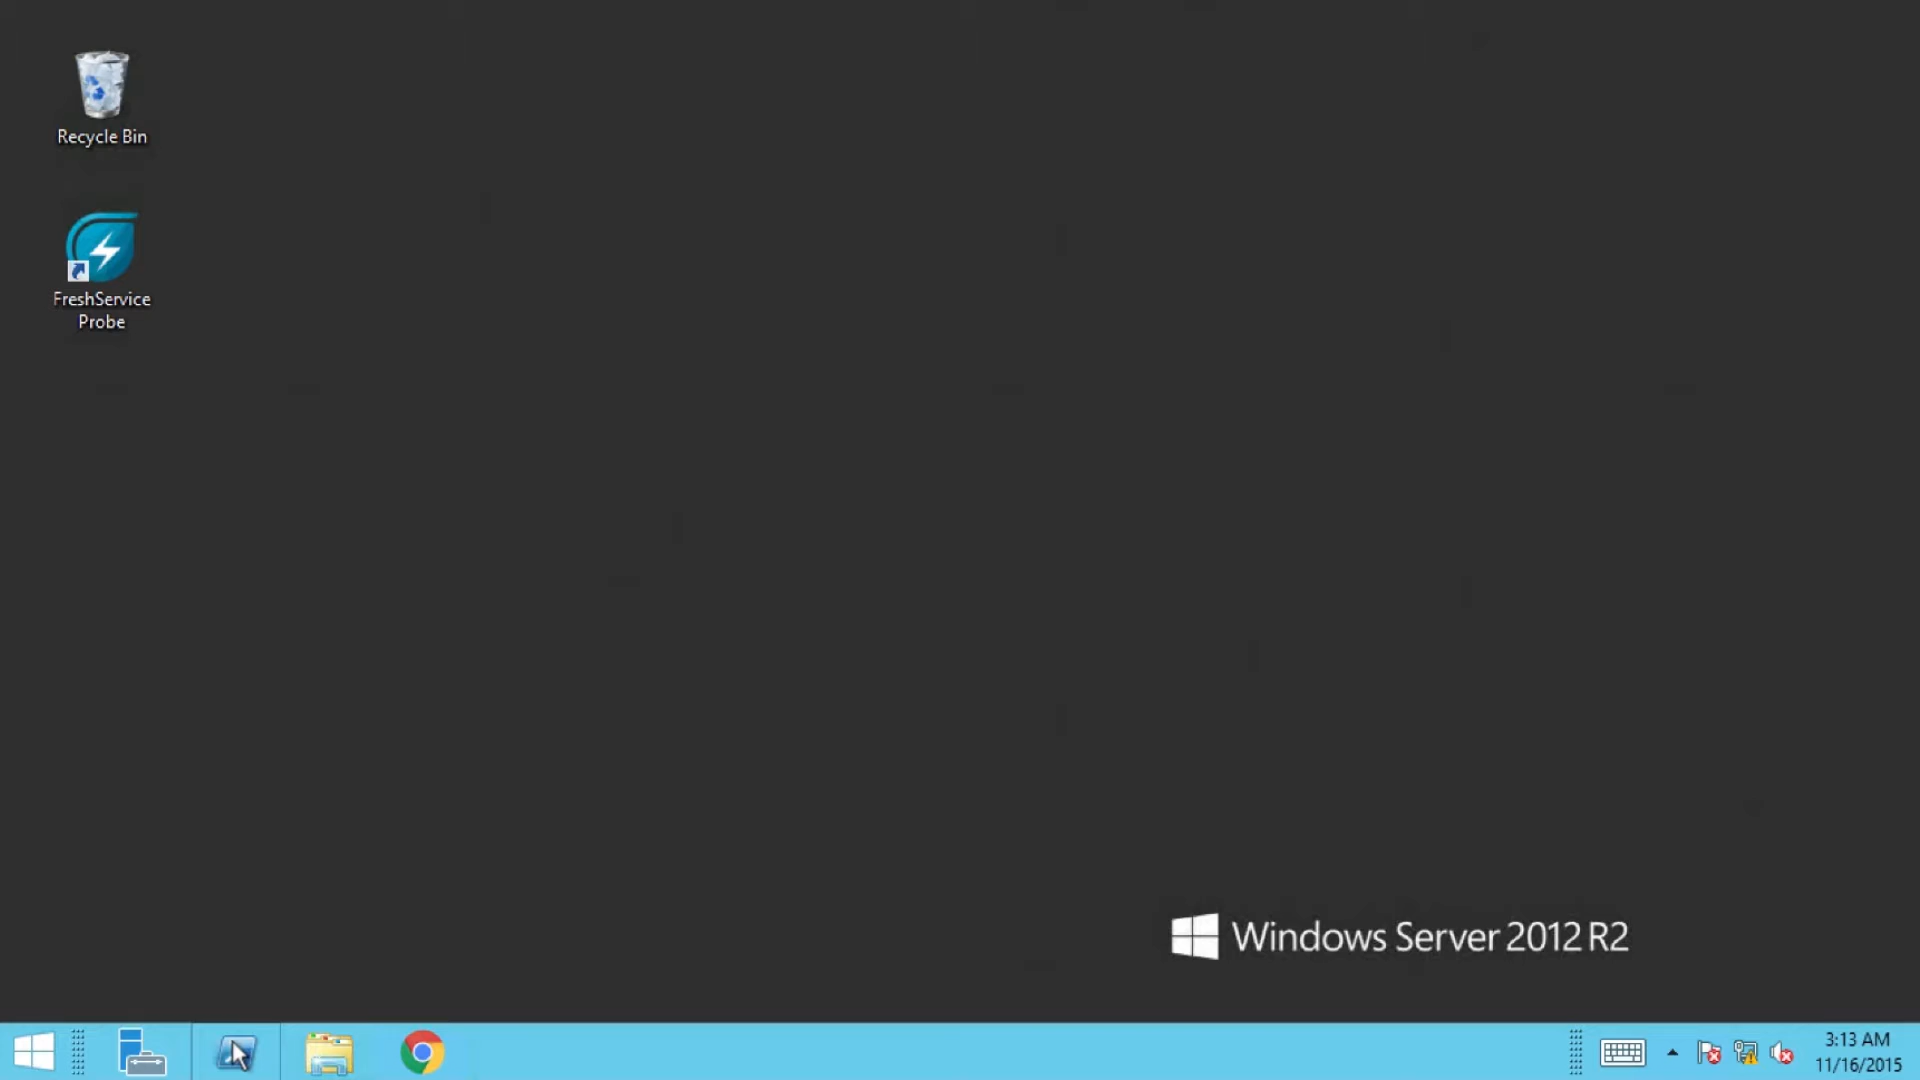 Recycle Bin
FreshService
Probe
Windows Server 2012 R2
3:13 AM
11/16/2015